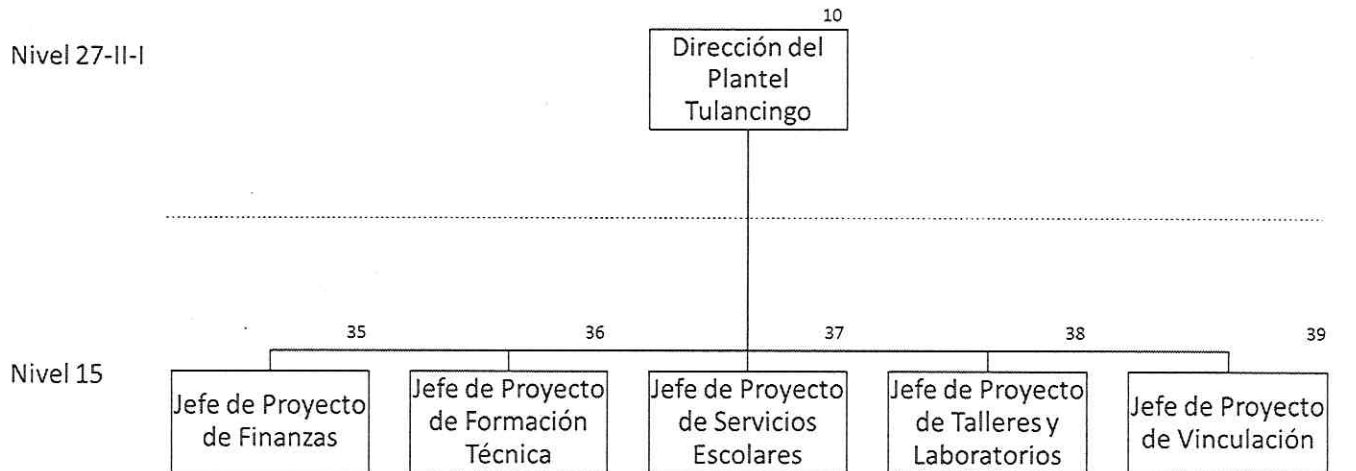 10
Nivel 27-II-I
Dirección del
Plantel
Tulancingo
35
36
37
38
39
Nivel 15
Jefe de Proyecto
de Finanzas
Jefe de Proyecto
de Formación
Técnica
Jefe de Proyecto
de Servicios
Escolares
Jefe de Proyecto
de Talleres y
Laboratorios
Jefe de Proyecto
de Vinculación